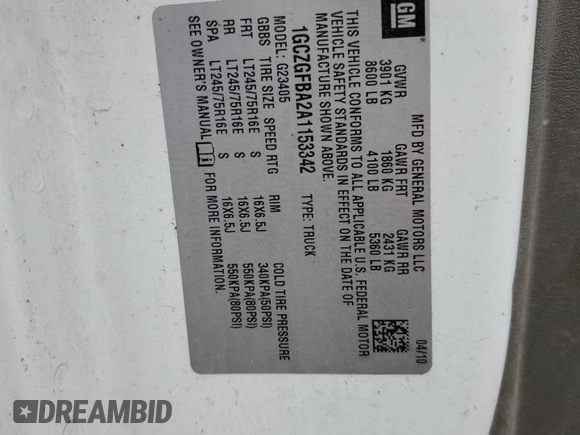 GM
MFD BY GENERAL MOTORS LLC 04/10
GVWR GAWR FRT GAWR RR
3901 KG 1860 KG 2431 KG
8600 LB 4100 LB 5360 LB
THIS VEHICLE CONFORMS TO ALL APPLICABLE U.S. FEDERAL MOTOR
VEHICLE SAFETY STANDARDS IN EFFECT ON THE DATE OF
MANUFACTURE SHOWN ABOVE.
1GCZGFBA2A1153342 TYPE: TRUCK
MODEL: G23405
GBBS TIRE SIZE SPEED RTG RIM COLD TIRE PRESSURE
FRT LT245/75R16E S 16X6.5J 340KPA(50PSI)
RR LT245/75R16E S 16X6.5J 550KPA(80PSI)
SPA LT245/75R16E S 16X6.5J 550KPA(80PSI)
SEE OWNER'S MANUAL FOR MORE INFORMATION.
DREAMBID